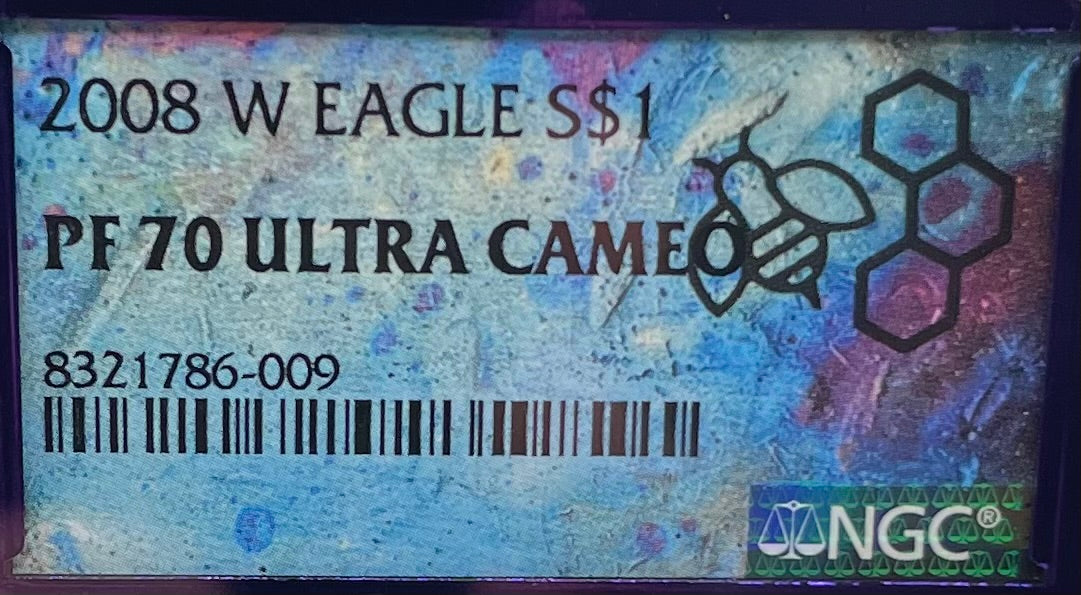 2008 W EAGLE S$1
PF 70 ULTRA CAMEO
8321786-009
NGC®